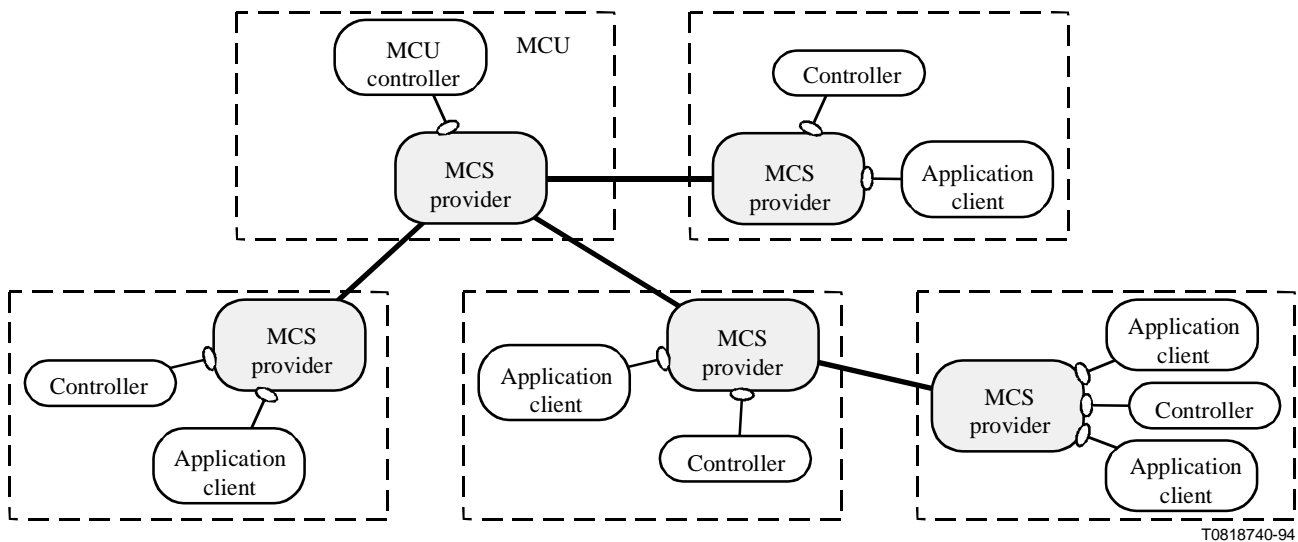 MCU
controller
MCU
MCS
provider
Controller
MCS
provider
Application
client
MCS
provider
Controller
Application
client
MCS
provider
Application
client
Controller
MCS
provider
Application
client
Controller
Application
client
T0818740-94